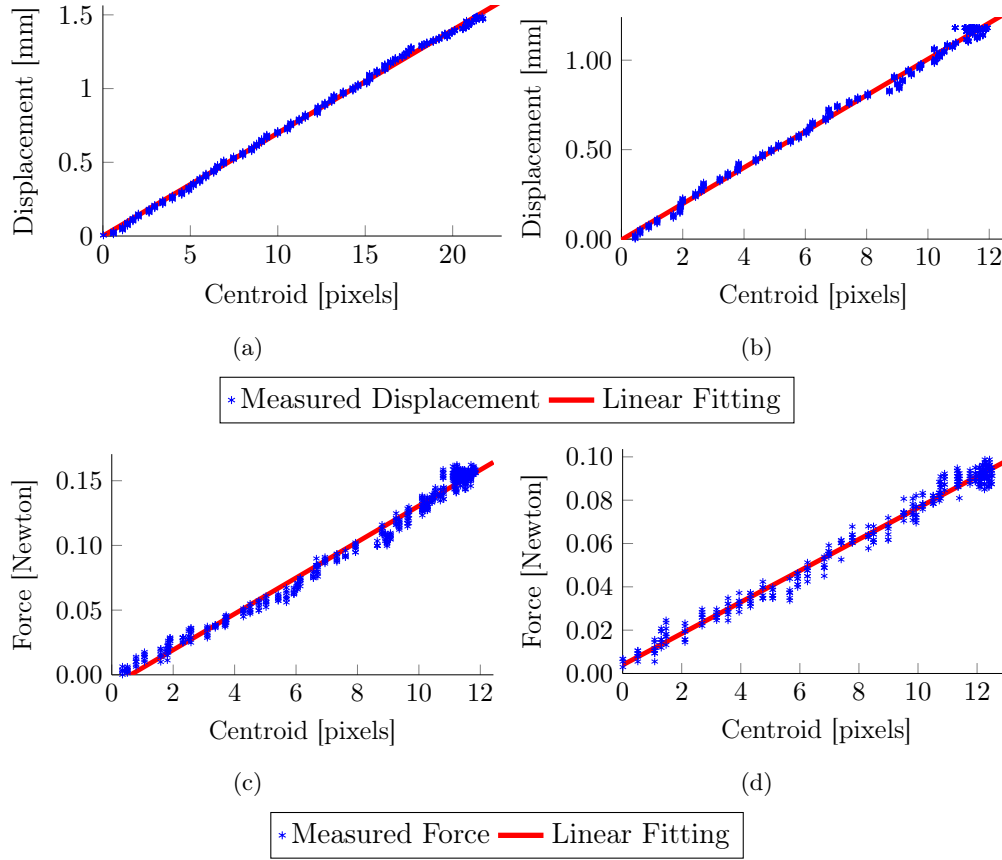 1.5
1
0.5
0
0 5 10 15 20
Displacement [mm]
Centroid [pixels]
(a)
1.00
0.50
0.00
0 2 4 6 8 10 12
Displacement [mm]
Centroid [pixels]
(b)
Measured Displacement Linear Fitting
0.15
0.10
0.05
0.00
0 2 4 6 8 10 12
Force [Newton]
Centroid [pixels]
(c)
0.10
0.08
0.06
0.04
0.02
0.00
0 2 4 6 8 10 12
Force [Newton]
Centroid [pixels]
(d)
Measured Force Linear Fitting